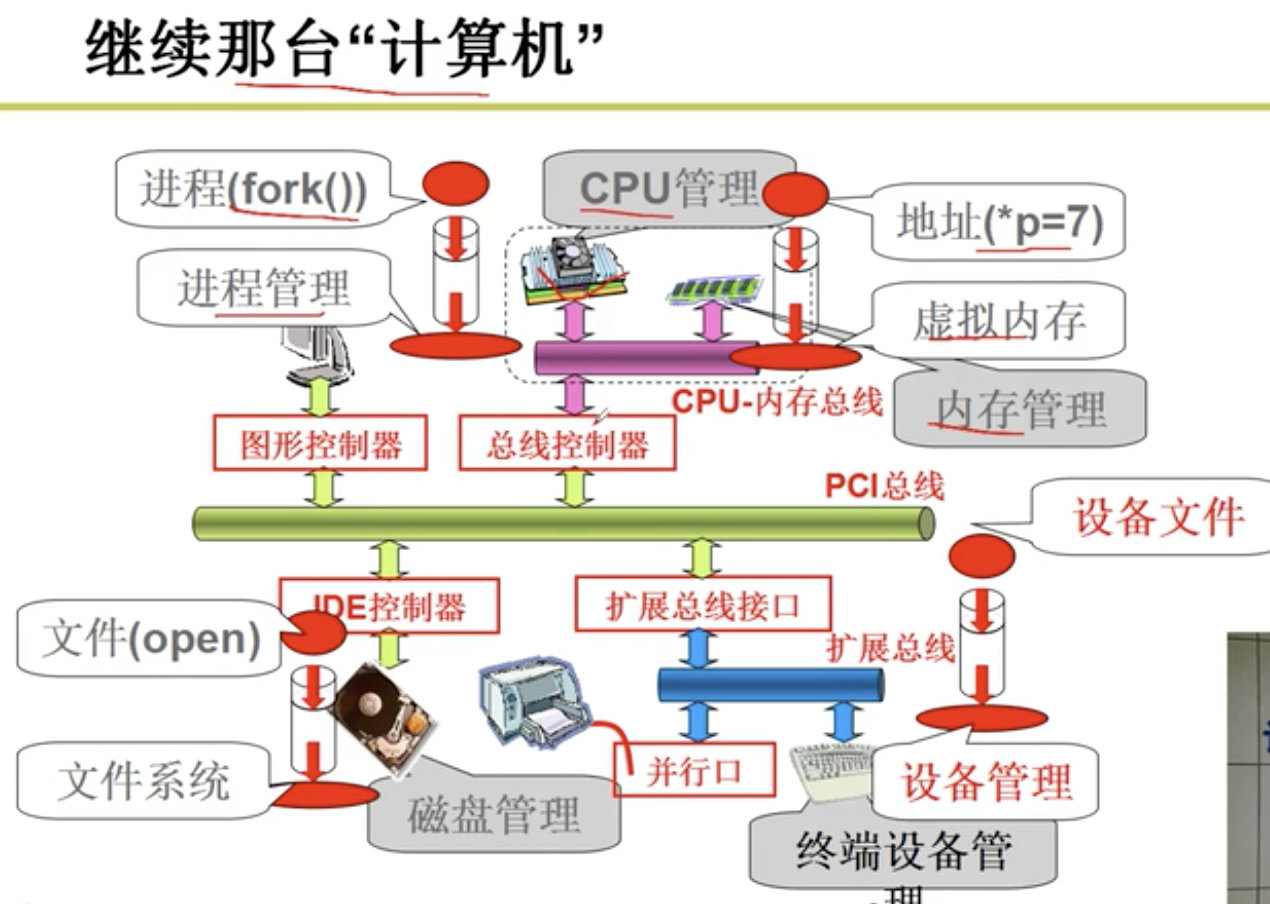 继续那台“计算机”
进程(fork())
CPU管理
地址(*p=7)
进程管理
虚拟内存
CPU-内存总线
内存管理
图形控制器
总线控制器
PCI总线
设备文件
IDE控制器
扩展总线接口
文件(open)
扩展总线
文件系统
并行口
设备管理
磁盘管理
终端设备管
理